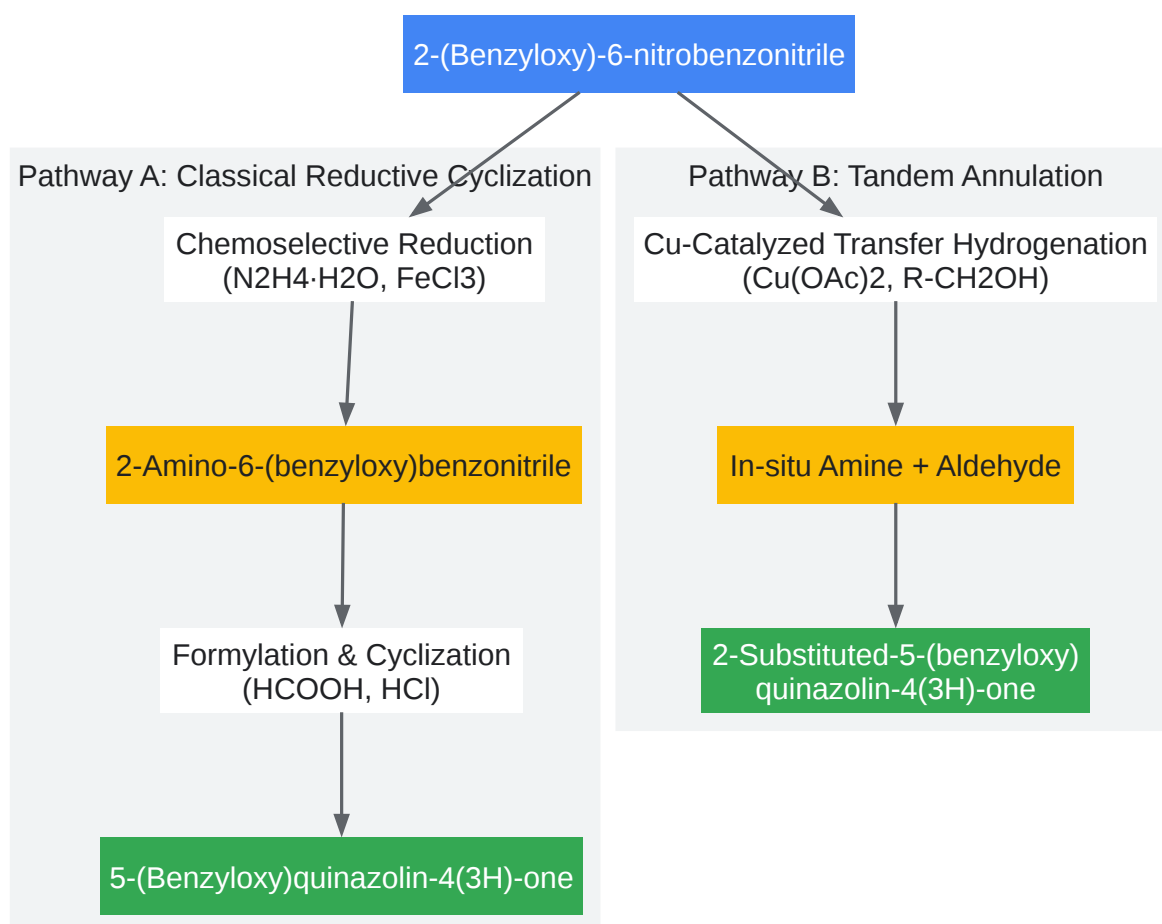 2-(Benzyloxy)-6-nitrobenzonitrile
Pathway A: Classical Reductive Cyclization
Chemoselective Reduction
(N2H4·H2O, FeCl3)
2-Amino-6-(benzyloxy)benzonitrile
Formylation & Cyclization
(HCOOH, HCl)
5-(Benzyloxy)quinazolin-4(3H)-one
Pathway B: Tandem Annulation
Cu-Catalyzed Transfer Hydrogenation
(Cu(OAc)2, R-CH2OH)
In-situ Amine + Aldehyde
2-Substituted-5-(benzyloxy)
quinazolin-4(3H)-one